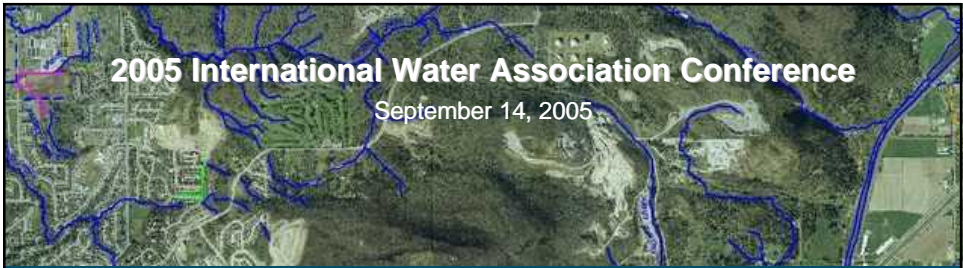 2005 International Water Association Conference
September 14, 2005